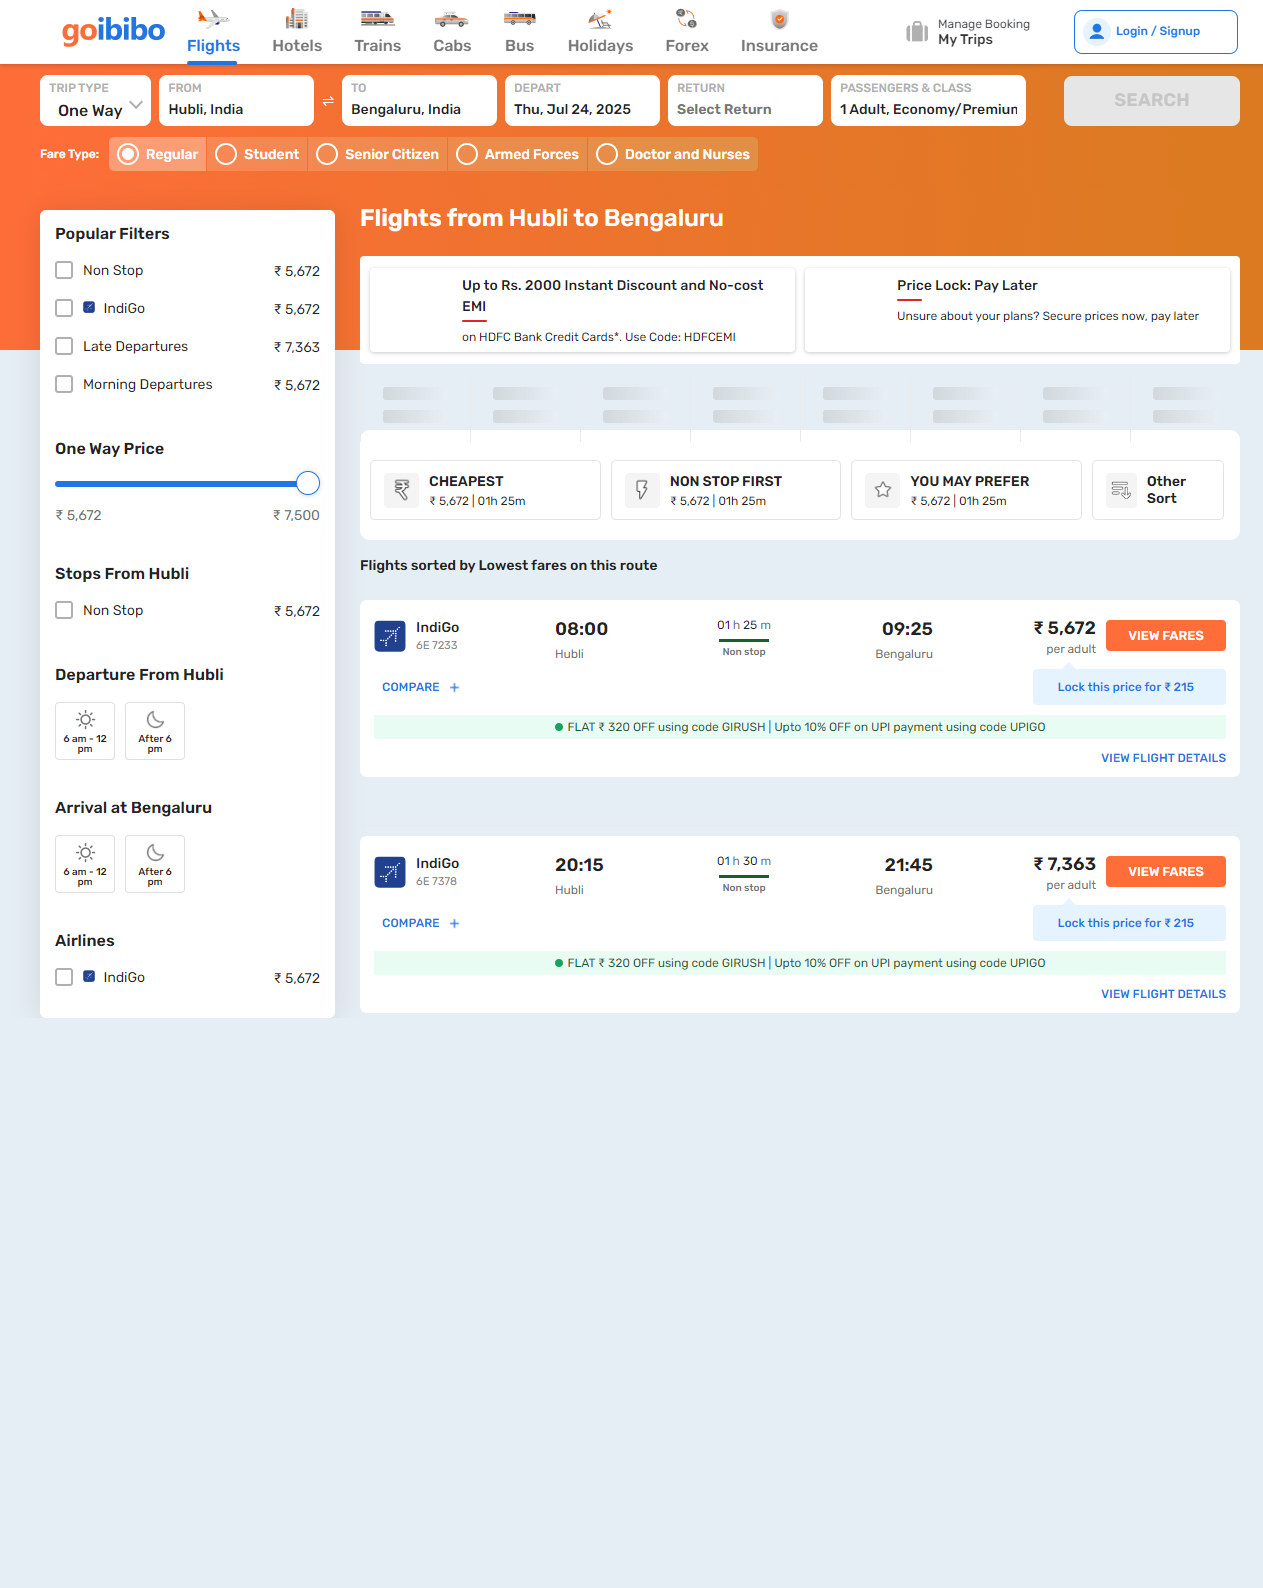 goibibo
Flights
Hotels
Trains
Cabs
Bus
Holidays
Forex
Insurance
Manage Booking
My Trips
Login / Signup
TRIP TYPE
One Way
FROM
Hubli, India
TO
Bengaluru, India
DEPART
Thu, Jul 24, 2025
RETURN
Select Return
PASSENGERS & CLASS
1 Adult, Economy/Premiun
SEARCH
Fare Type:
Regular
Student
Senior Citizen
Armed Forces
Doctor and Nurses
Popular Filters
Non Stop ₹ 5,672
IndiGo ₹ 5,672
Late Departures ₹ 7,363
Morning Departures ₹ 5,672
One Way Price
₹ 5,672 ₹ 7,500
Stops From Hubli
Non Stop ₹ 5,672
Departure From Hubli
6 am - 12
pm
After 6
pm
Arrival at Bengaluru
6 am - 12
pm
After 6
pm
Airlines
IndiGo ₹ 5,672
Flights from Hubli to Bengaluru
Up to Rs. 2000 Instant Discount and No-cost
EMI
on HDFC Bank Credit Cards*. Use Code: HDFCEMI
Price Lock: Pay Later
Unsure about your plans? Secure prices now, pay later
CHEAPEST
₹ 5,672 | 01h 25m
NON STOP FIRST
₹ 5,672 | 01h 25m
YOU MAY PREFER
₹ 5,672 | 01h 25m
Other
Sort
Flights sorted by Lowest fares on this route
IndiGo
6E 7233
08:00
Hubli
01 h 25 m
Non stop
09:25
Bengaluru
₹ 5,672
per adult
VIEW FARES
COMPARE +
Lock this price for ₹ 215
FLAT ₹ 320 OFF using code GIRUSH | Upto 10% OFF on UPI payment using code UPIGO
VIEW FLIGHT DETAILS
IndiGo
6E 7378
20:15
Hubli
01 h 30 m
Non stop
21:45
Bengaluru
₹ 7,363
per adult
VIEW FARES
COMPARE +
Lock this price for ₹ 215
FLAT ₹ 320 OFF using code GIRUSH | Upto 10% OFF on UPI payment using code UPIGO
VIEW FLIGHT DETAILS